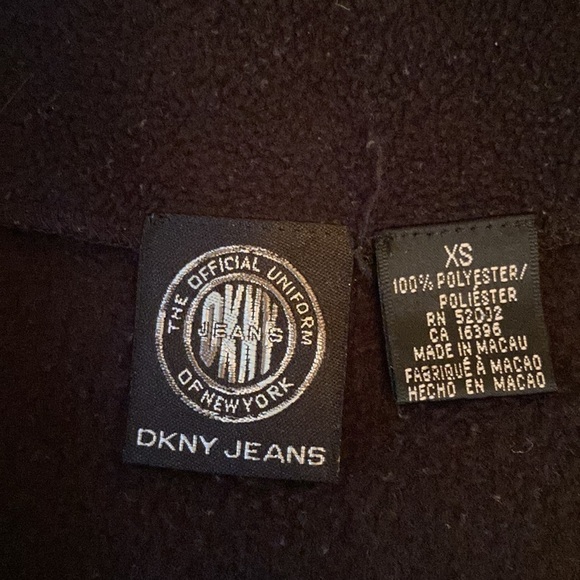 THE OFFICIAL UNIFORM
DKNY
JEANS
OF NEW YORK
DKNY JEANS
XS
100% POLYESTER/
POLIÉSTER
RN 52002
CA 16396
MADE IN MACAU
FABRIQUÉ À MACAO
HECHO EN MACAO